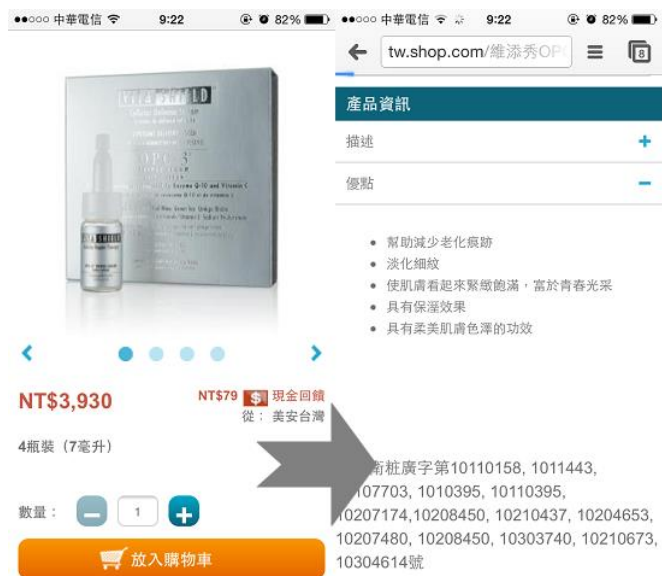 中華電信
9:22
82%
VITA SHIELD
Enzyme Q-10 and Vitamin C
NT$3,930
NT$79 $ 現金回饋
從： 美安台灣
4瓶裝（7毫升）
數量：
1
放入購物車
中華電信
9:22
82%
tw.shop.com/維添秀OP
8
產品資訊
描述
優點
幫助減少老化痕跡
淡化細紋
使肌膚看起來緊緻飽滿，富於青春光采
具有保溼效果
具有柔美肌膚色澤的功效
衛粧廣字第10110158, 1011443,
107703, 1010395, 10110395,
10207174,10208450, 10210437, 10204653,
10207480, 10208450, 10303740, 10210673,
10304614號